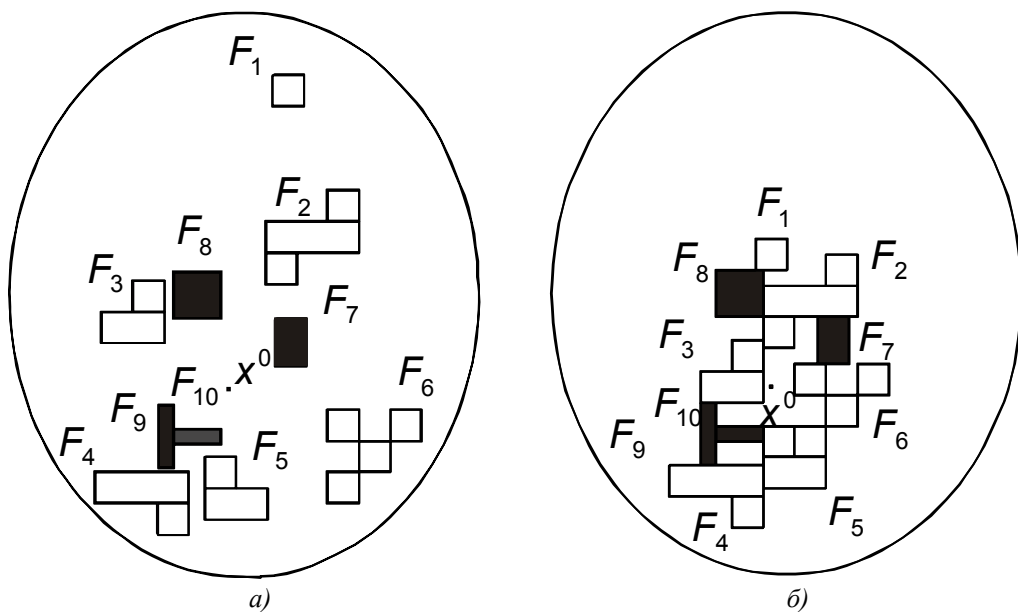 F₁
F₂
F₈
F₃
F₇
x⁰
F₁₀
F₆
F₉
F₄
F₅
а)
F₁
F₈
F₂
F₃
F₇
F₁₀
x⁰
F₉
F₆
F₅
F₄
б)